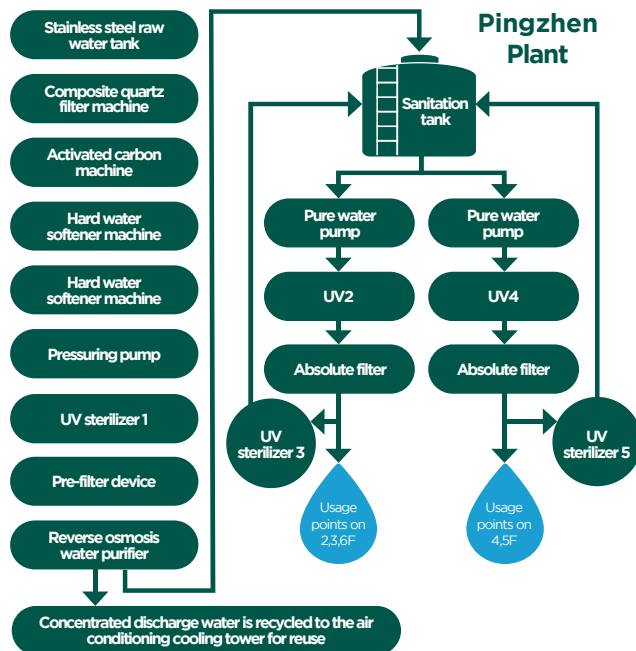 Pingzhen
Plant
Stainless steel raw
water tank
Composite quartz
filter machine
Activated carbon
machine
Hard water
softener machine
Hard water
softener machine
Pressuring pump
UV sterilizer 1
Pre-filter device
Reverse osmosis
water purifier
Concentrated discharge water is recycled to the air
conditioning cooling tower for reuse
Sanitation
tank
Pure water
pump
UV2
Absolute filter
UV
sterilizer 3
Usage
points on
2,3,6F
Pure water
pump
UV4
Absolute filter
UV
sterilizer 5
Usage
points on
4,5F